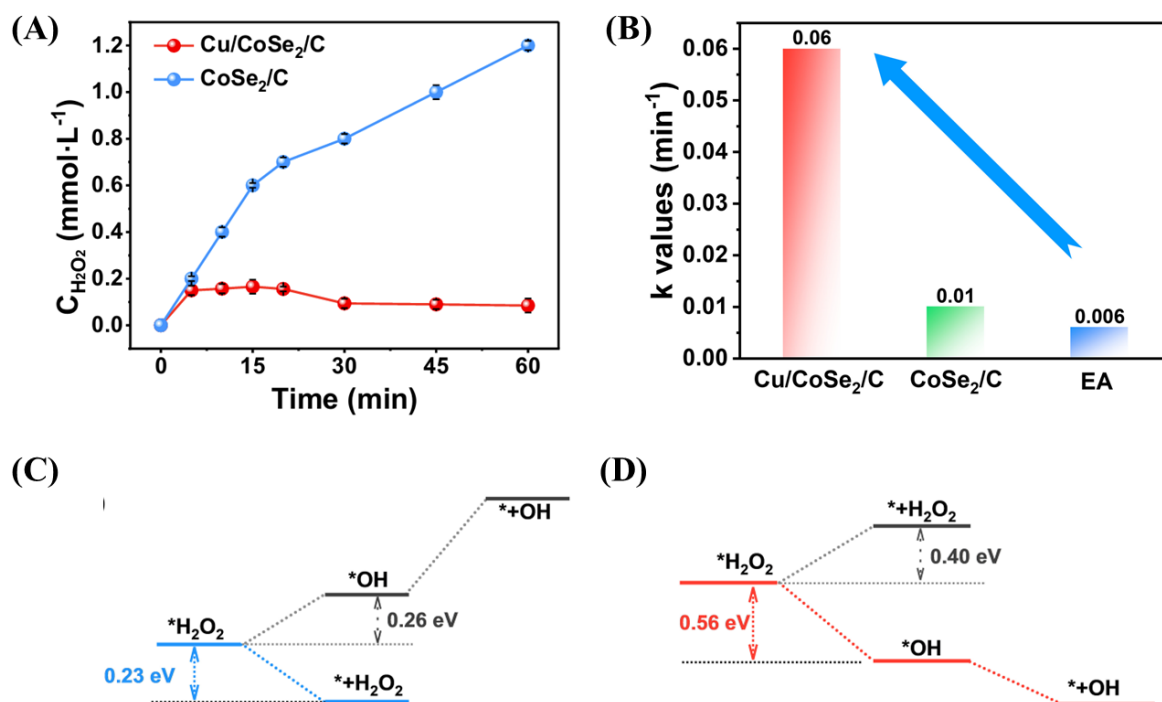 (A)
Cu/CoSe₂/C
CoSe₂/C
C_H₂O₂ (mmol·L⁻¹)
1.2
1.0
0.8
0.6
0.4
0.2
0.0
0 15 30 45 60
Time (min)
(B)
k values (min⁻¹)
0.06
0.05
0.04
0.03
0.02
0.01
0.00
0.06
0.01
0.006
Cu/CoSe₂/C CoSe₂/C EA
(C)
*+OH
*OH
0.26 eV
*H₂O₂
0.23 eV
*+H₂O₂
(D)
*+H₂O₂
0.40 eV
*H₂O₂
0.56 eV
*OH
*+OH